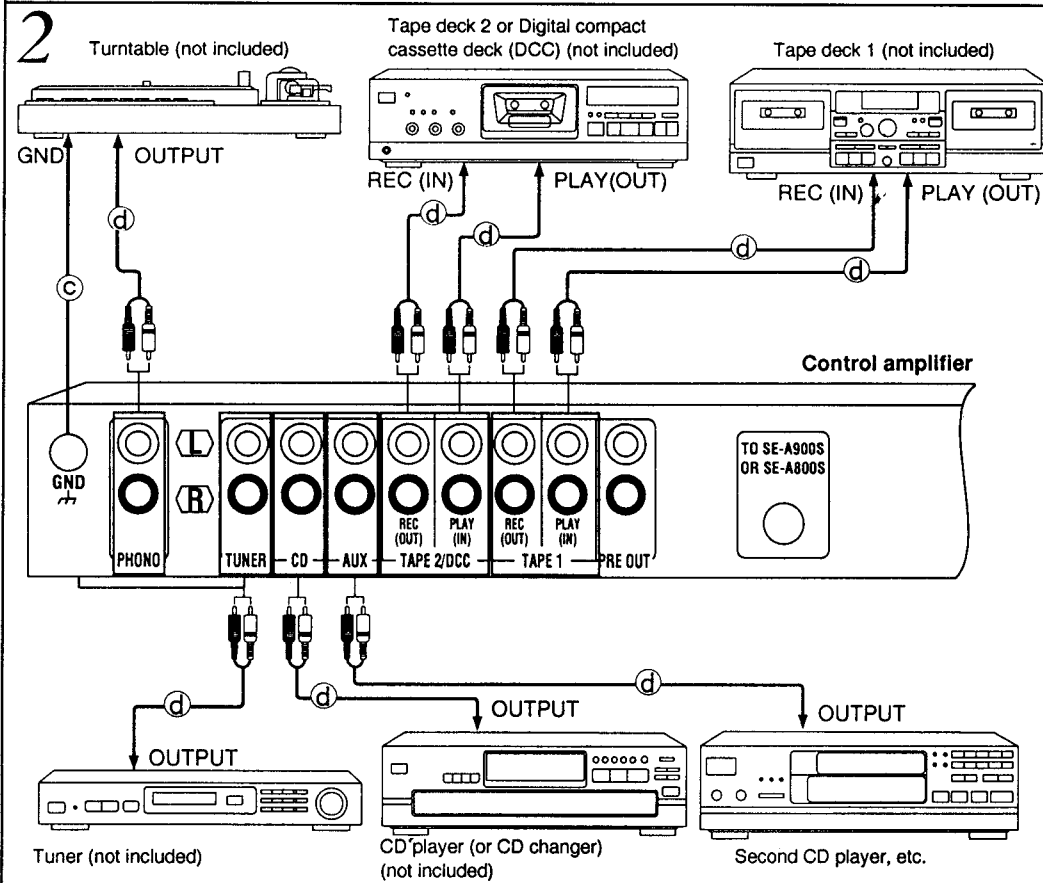 2
Turntable (not included)
Tape deck 2 or Digital compact
cassette deck (DCC) (not included)
Tape deck 1 (not included)
GND
OUTPUT
REC (IN)
PLAY(OUT)
REC (IN)
PLAY (OUT)
d
d
d
d
d
c
Control amplifier
L
R
GND
PHONO
TUNER
CD
AUX
REC
(OUT)
PLAY
(IN)
TAPE 2/DCC
REC
(OUT)
PLAY
(IN)
TAPE 1
PRE OUT
TO SE-A900S
OR SE-A800S
d
d
d
OUTPUT
OUTPUT
OUTPUT
Tuner (not included)
CD player (or CD changer)
(not included)
Second CD player, etc.